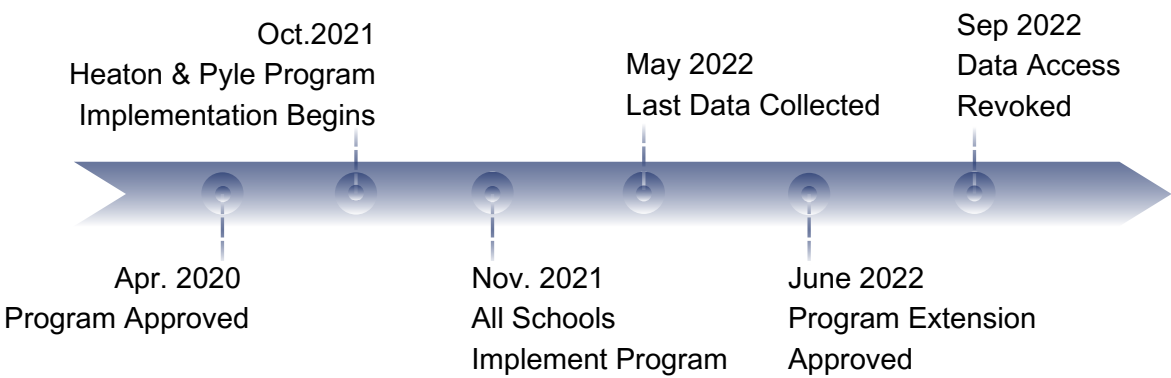 Oct.2021
Heaton & Pyle Program
Implementation Begins
May 2022
Last Data Collected
Sep 2022
Data Access
Revoked
Apr. 2020
Program Approved
Nov. 2021
All Schools
Implement Program
June 2022
Program Extension
Approved